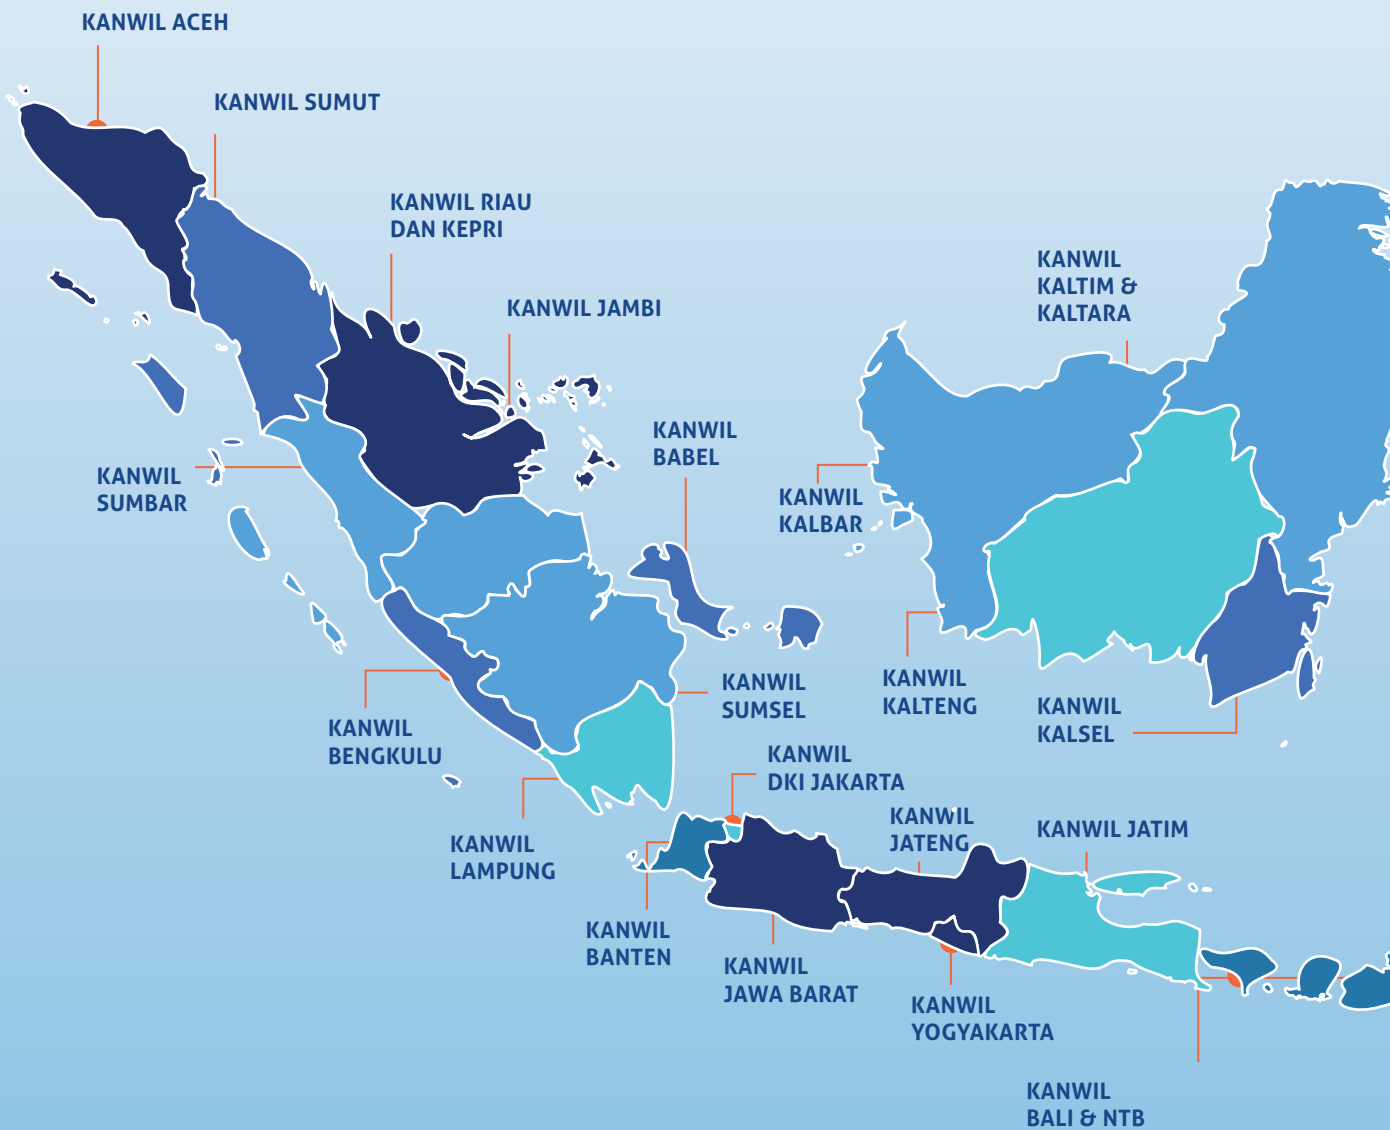 KANWIL ACEH
KANWIL SUMUT
KANWIL RIAU
DAN KEPRI
KANWIL JAMBI
KANWIL
KALTIM &
KALTARA
KANWIL
BABEL
KANWIL
SUMBAR
KANWIL
KALBAR
KANWIL
SUMSEL
KANWIL
KALTENG
KANWIL
KALSEL
KANWIL
BENGKULU
KANWIL
DKI JAKARTA
KANWIL
JATENG
KANWIL JATIM
KANWIL
LAMPUNG
KANWIL
BANTEN
KANWIL
JAWA BARAT
KANWIL
YOGYAKARTA
KANWIL
BALI & NTB